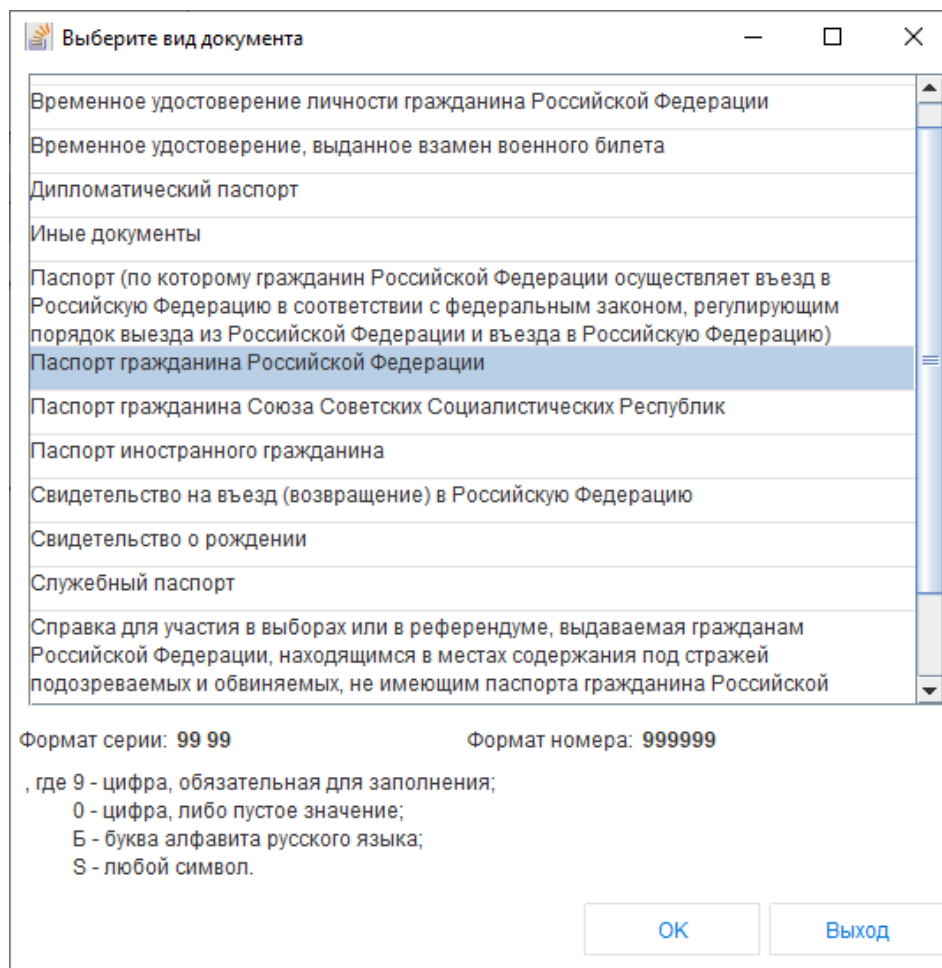 Выберите вид документа
Временное удостоверение личности гражданина Российской Федерации
Временное удостоверение, выданное взамен военного билета
Дипломатический паспорт
Иные документы
Паспорт (по которому гражданин Российской Федерации осуществляет въезд в
Российскую Федерацию в соответствии с федеральным законом, регулирующим
порядок выезда из Российской Федерации и въезда в Российскую Федерацию)
Паспорт гражданина Российской Федерации
Паспорт гражданина Союза Советских Социалистических Республик
Паспорт иностранного гражданина
Свидетельство на въезд (возвращение) в Российскую Федерацию
Свидетельство о рождении
Служебный паспорт
Справка для участия в выборах или в референдуме, выдаваемая гражданам
Российской Федерации, находящимся в местах содержания под стражей
подозреваемых и обвиняемых, не имеющим паспорта гражданина Российской
Формат серии: 99 99 Формат номера: 999999
, где 9 - цифра, обязательная для заполнения;
0 - цифра, либо пустое значение;
Б - буква алфавита русского языка;
S - любой символ.
OK Выход